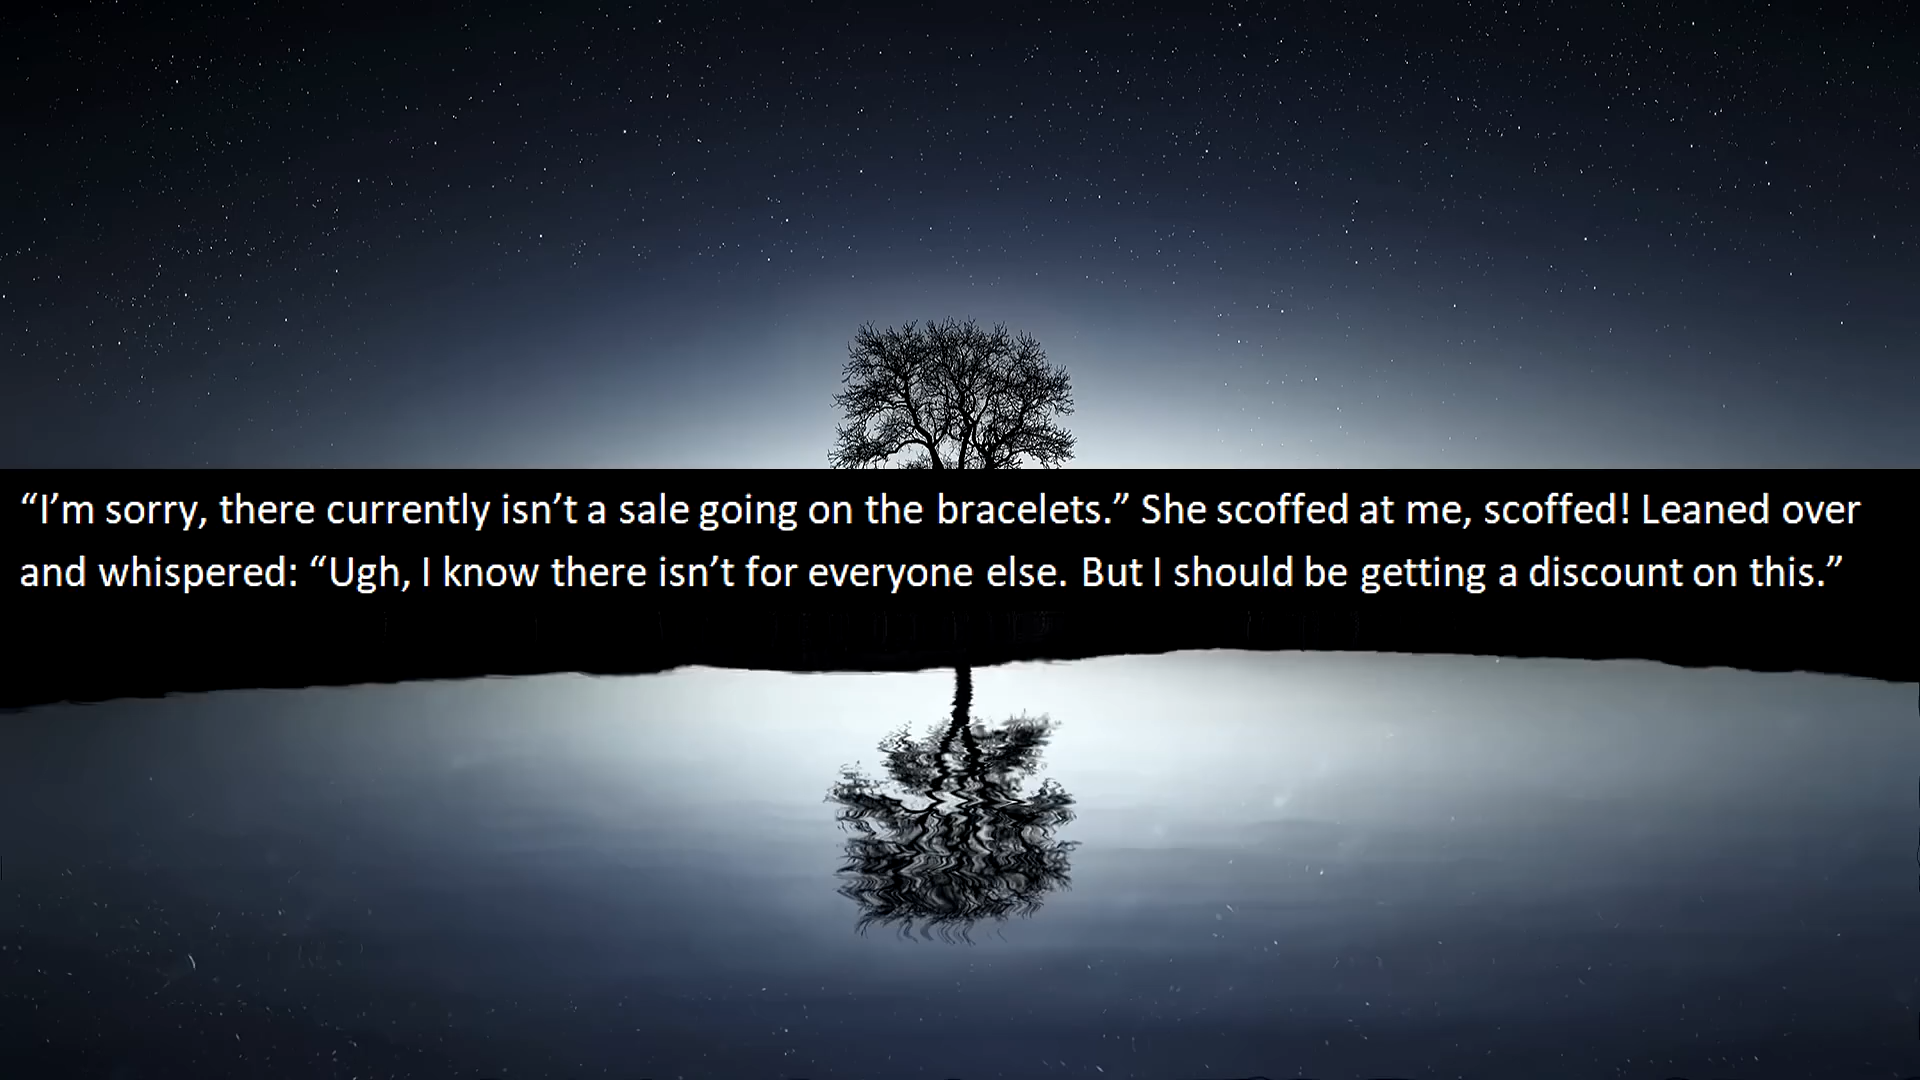 “I’m sorry, there currently isn’t a sale going on the bracelets.” She scoffed at me, scoffed! Leaned over
and whispered: “Ugh, I know there isn’t for everyone else. But I should be getting a discount on this.”